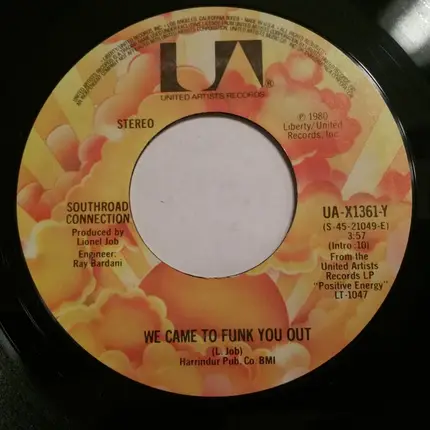 UA
®
UNITED ARTISTS RECORDS
STEREO
℗ 1980
Liberty/United
Records, Inc.
SOUTHROAD
CONNECTION
Produced by
Lionel Job
Engineer:
Ray Bardani
UA-X1361-Y
(S-45-21049-E)
3:57
(Intro :10)
From the
United Artists
Records LP
"Positive Energy"
LT-1047
WE CAME TO FUNK YOU OUT
(L. Job)
Harrindur Pub. Co. BMI